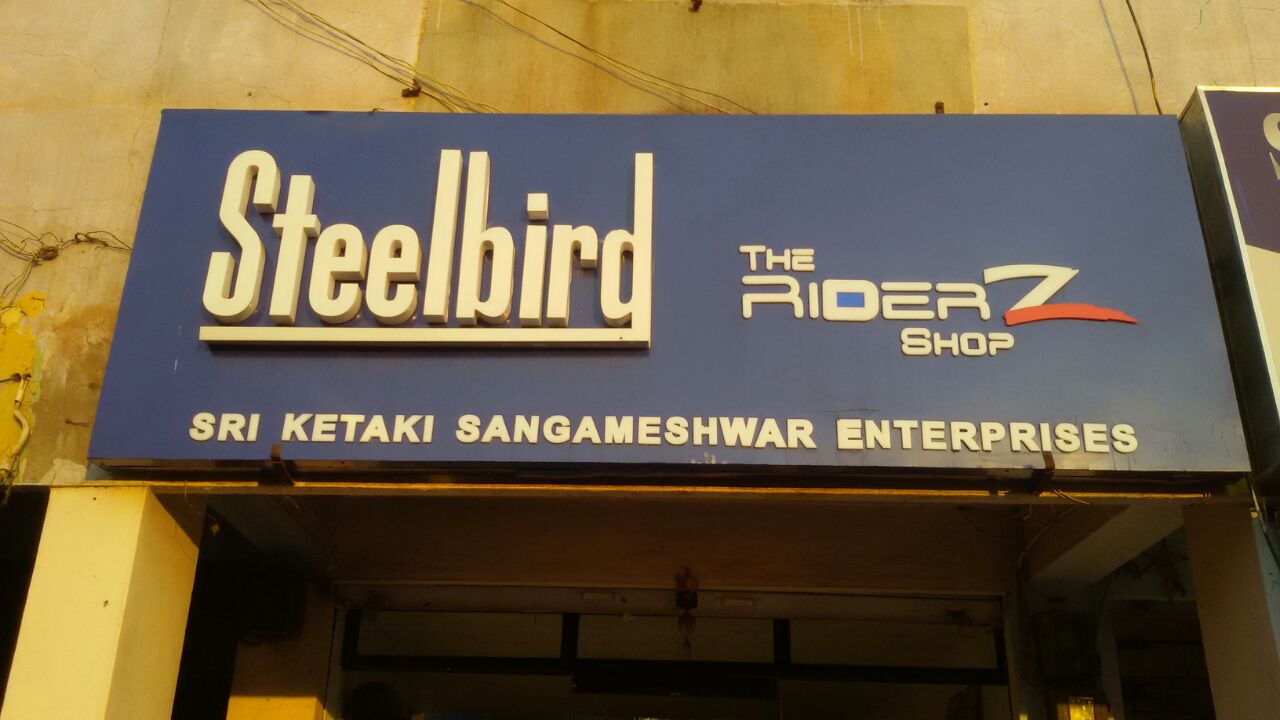 Steelbird
THE
RIDERZ
SHOP
SRI KETAKI SANGAMESHWAR ENTERPRISES